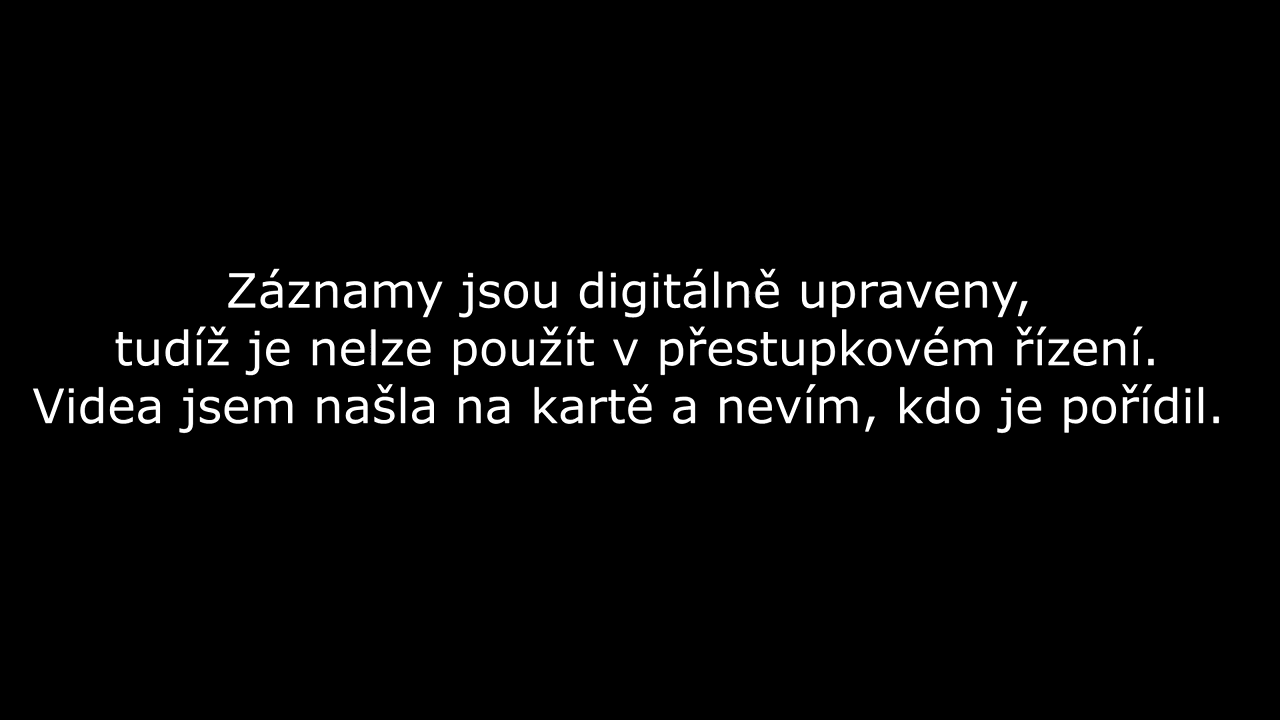 Záznamy jsou digitálně upraveny,
tudíž je nelze použít v přestupkovém řízení.
Videa jsem našla na kartě a nevím, kdo je pořídil.